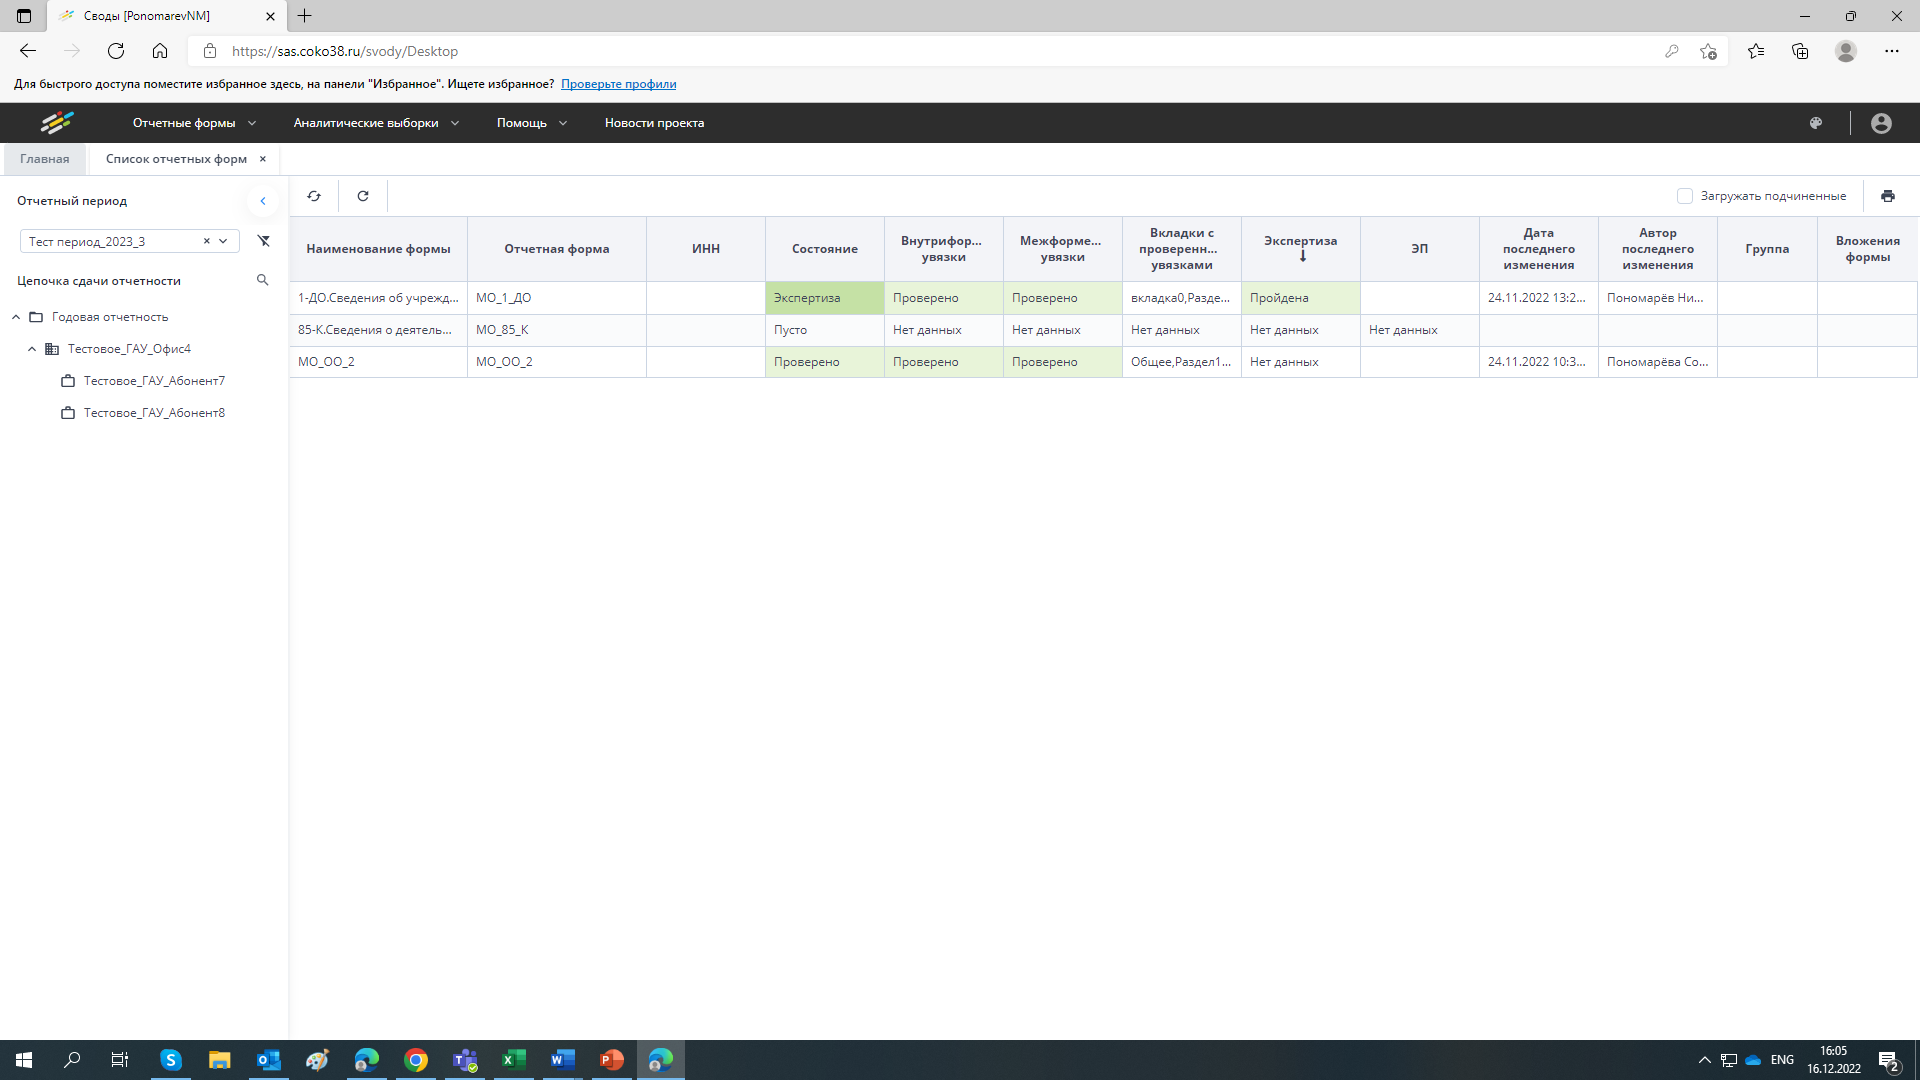 Своды [PonomarevNM]
https://sas.coko38.ru/svody/Desktop
Для быстрого доступа поместите избранное здесь, на панели "Избранное". Ищете избранное? Проверьте профили
Отчетные формы Аналитические выборки Помощь Новости проекта
Главная Список отчетных форм
Отчетный период
Тест период_2023_3
Цепочка сдачи отчетности
Годовая отчетность
Тестовое_ГАУ_Офис4
Тестовое_ГАУ_Абонент7
Тестовое_ГАУ_Абонент8
Загружать подчиненные
Наименование формы
Отчетная форма
ИНН
Состояние
Внутрифор...
увязки
Межформе...
увязки
Вкладки с
проверенн...
увязками
Экспертиза
ЭП
Дата
последнего
изменения
Автор
последнего
изменения
Группа
Вложения
формы
1-ДО.Сведения об учрежд... МО_1_ДО Экспертиза Проверено Проверено вкладка0,Разде... Пройдена 24.11.2022 13:2... Пономарёв Ни...
85-К.Сведения о деятель... МО_85_К Пусто Нет данных Нет данных Нет данных Нет данных Нет данных
МО_ОО_2 МО_ОО_2 Проверено Проверено Проверено Общее,Раздел1... Нет данных 24.11.2022 10:3... Пономарёва Со...
ENG
16:05
16.12.2022
2